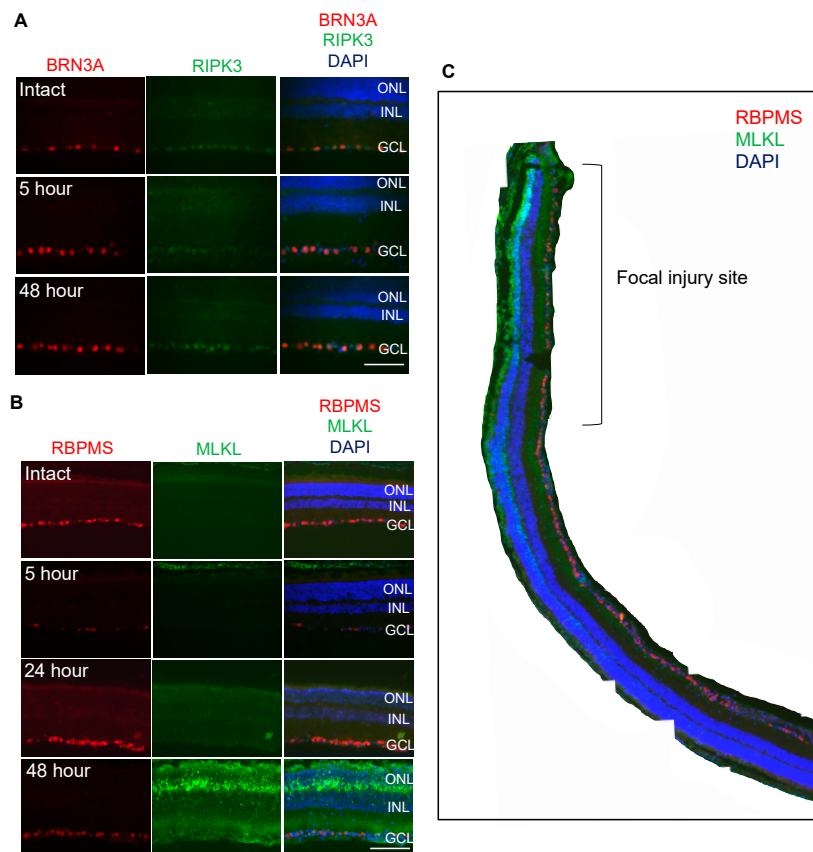 A
BRN3A
RIPK3
DAPI
BRN3A
RIPK3
Intact
ONL
INL
GCL
5 hour
ONL
INL
GCL
48 hour
ONL
INL
GCL
B
RBPMS
MLKL
DAPI
RBPMS
MLKL
Intact
ONL
INL
GCL
5 hour
ONL
INL
GCL
24 hour
ONL
INL
GCL
48 hour
ONL
INL
GCL
C
RBPMS
MLKL
DAPI
Focal injury site